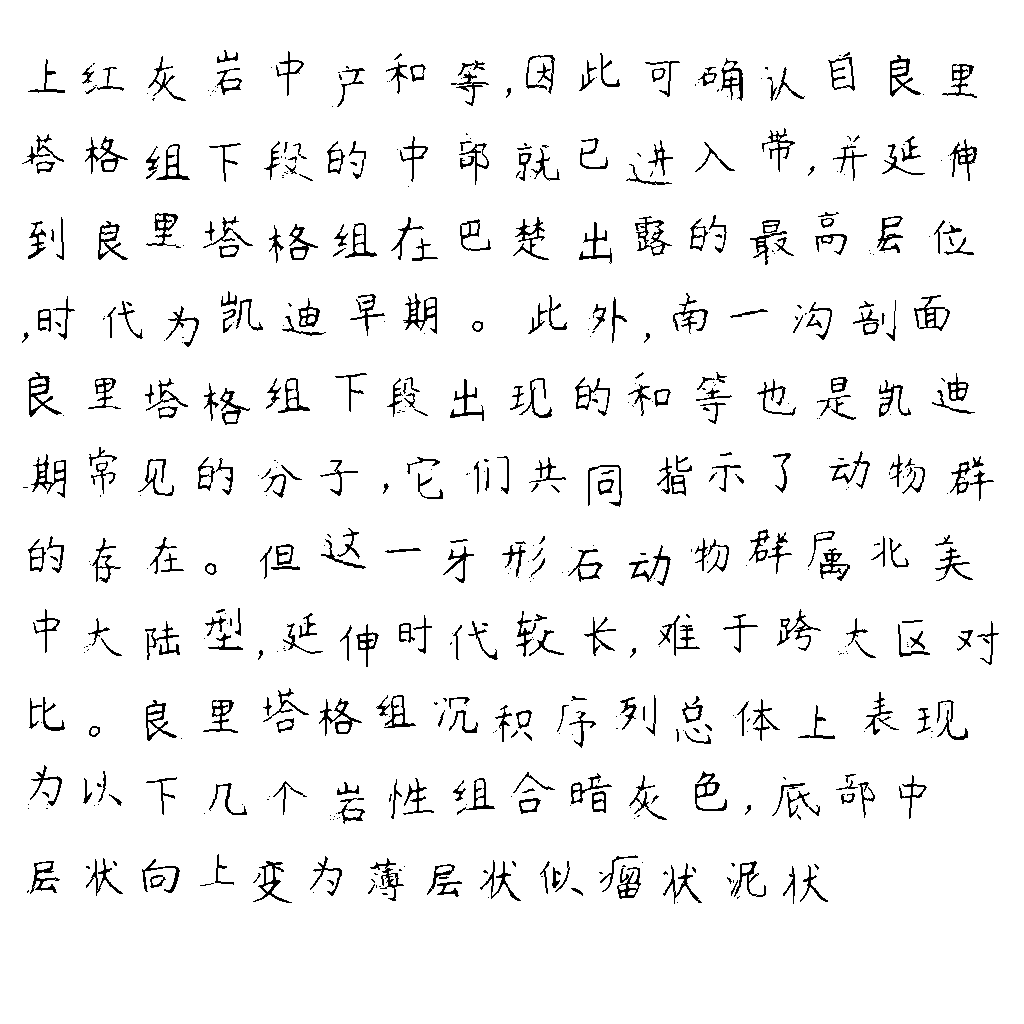 上红灰岩中产和等,因此可确认自良里
塔格组下段的中部就已进入带,并延伸
到良里塔格组在巴楚出露的最高层位
,时代为凯迪早期。此外,南一沟剖面
良里塔格组下段出现的和等也是凯迪
期常见的分子,它们共同指示了动物群
的存在。但这一牙形石动物群属北美
中大陆型,延伸时代较长,难于跨大区对
比。良里塔格组沉积序列总体上表现
为以下几个岩性组合暗灰色,底部中
层状向上变为薄层状似瘤状泥状